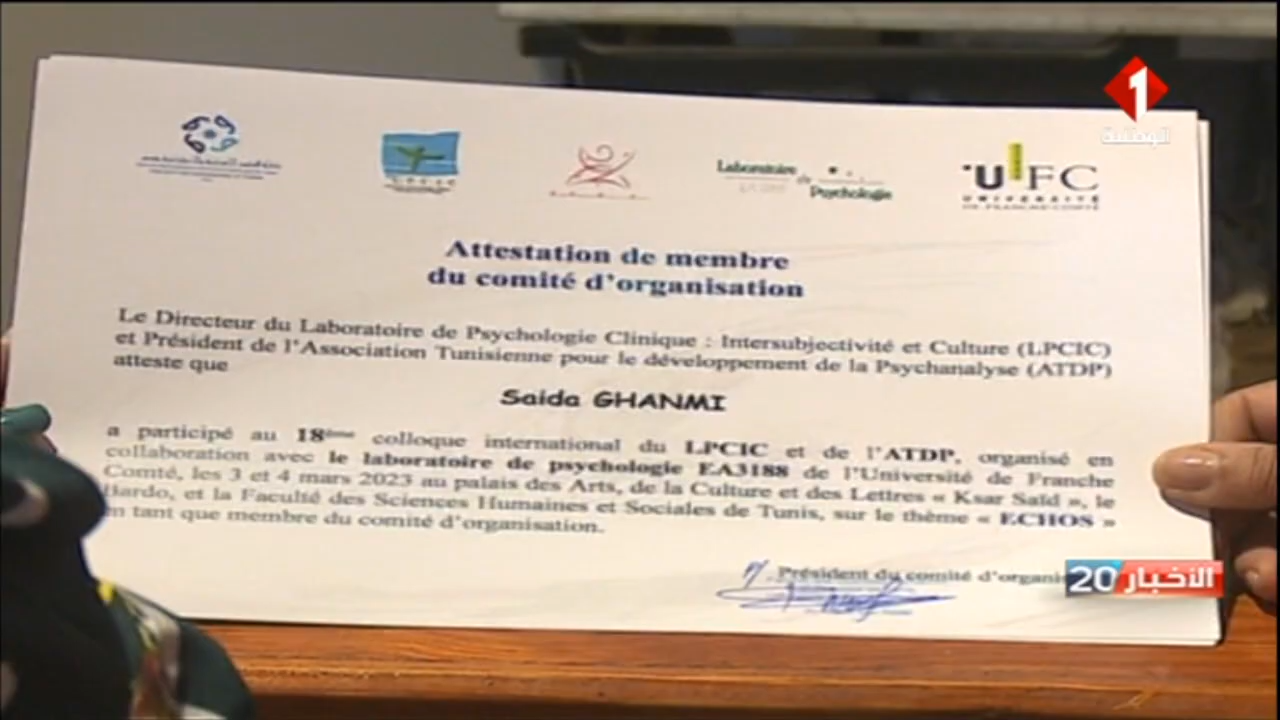 1
الوطنية
Laboratoire
de
Psychologie
UFC
UNIVERSITÉ
DE FRANCHE-COMTÉ
Attestation de membre
du comité d'organisation
Le Directeur du Laboratoire de Psychologie Clinique : Intersubjectivité et Culture (LPCIC)
et Président de l'Association Tunisienne pour le développement de la Psychanalyse (ATDP)
atteste que
Saida GHANMI
a participé au 18ème colloque international du LPCIC et de l'ATDP, organisé en
collaboration avec le laboratoire de psychologie EA3188 de l'Université de Franche
Comté, les 3 et 4 mars 2023 au palais des Arts, de la Culture et des Lettres « Ksar Saïd », le
Bardo, et la Faculté des Sciences Humaines et Sociales de Tunis, sur le thème « ECHOS »
en tant que membre du comité d'organisation.
Président du comité d'organi
الأخبار 20